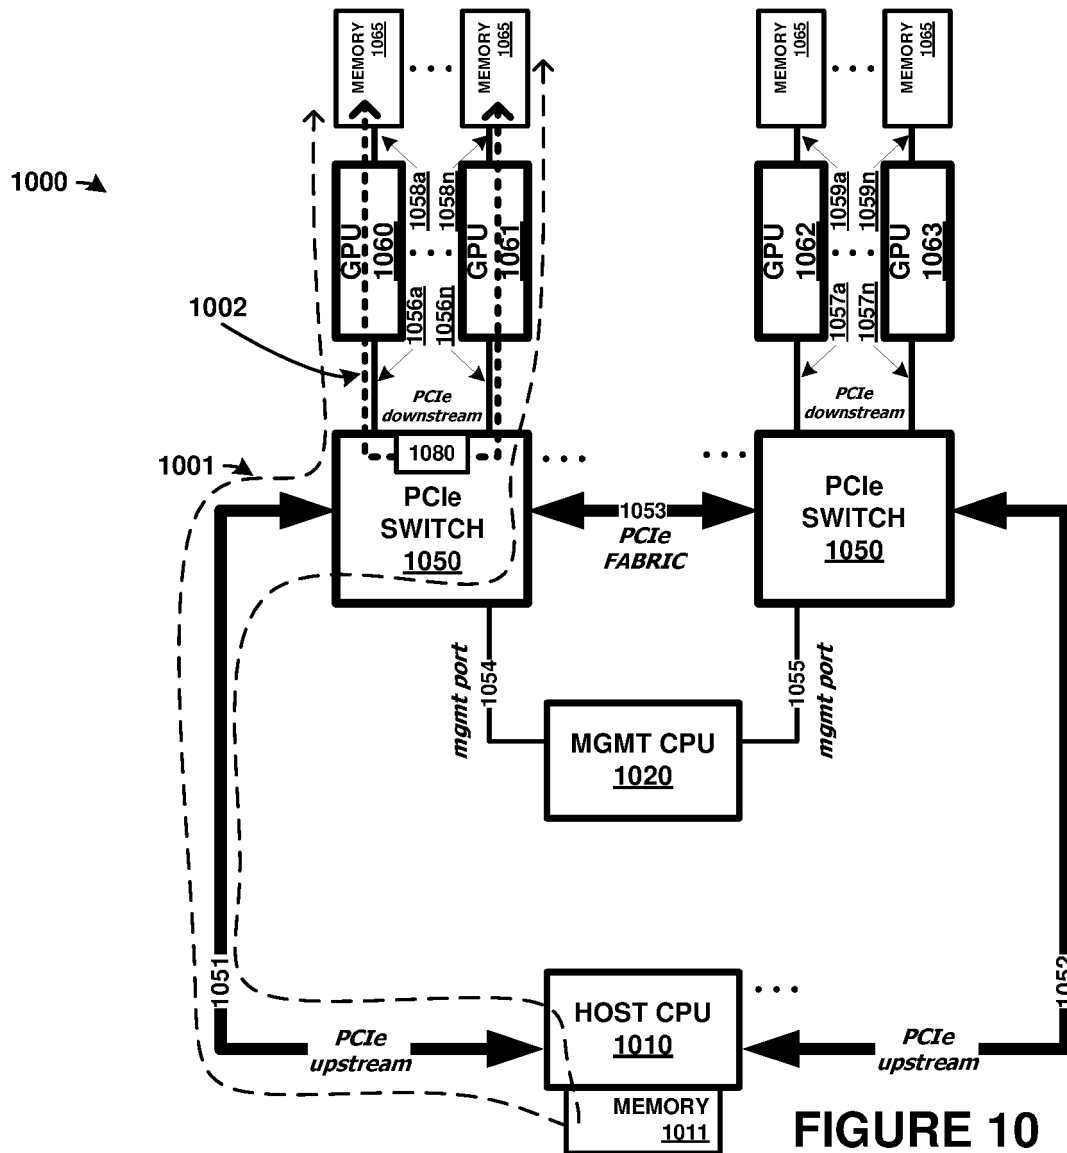 MEMORY
1065
MEMORY
1065
MEMORY
1065
MEMORY
1065
1000
1058a
1058n
1059a
1059n
GPU
1060
GPU
1061
GPU
1062
GPU
1063
1002
1056a
1056n
1057a
1057n
PCIe
downstream
PCIe
downstream
1001
1080
PCIe
SWITCH
1050
1053
PCIe
FABRIC
PCIe
SWITCH
1050
mgmt port
1054
1055
mgmt port
MGMT CPU
1020
1051
1052
HOST CPU
1010
PCIe
upstream
PCIe
upstream
MEMORY
1011
FIGURE 10